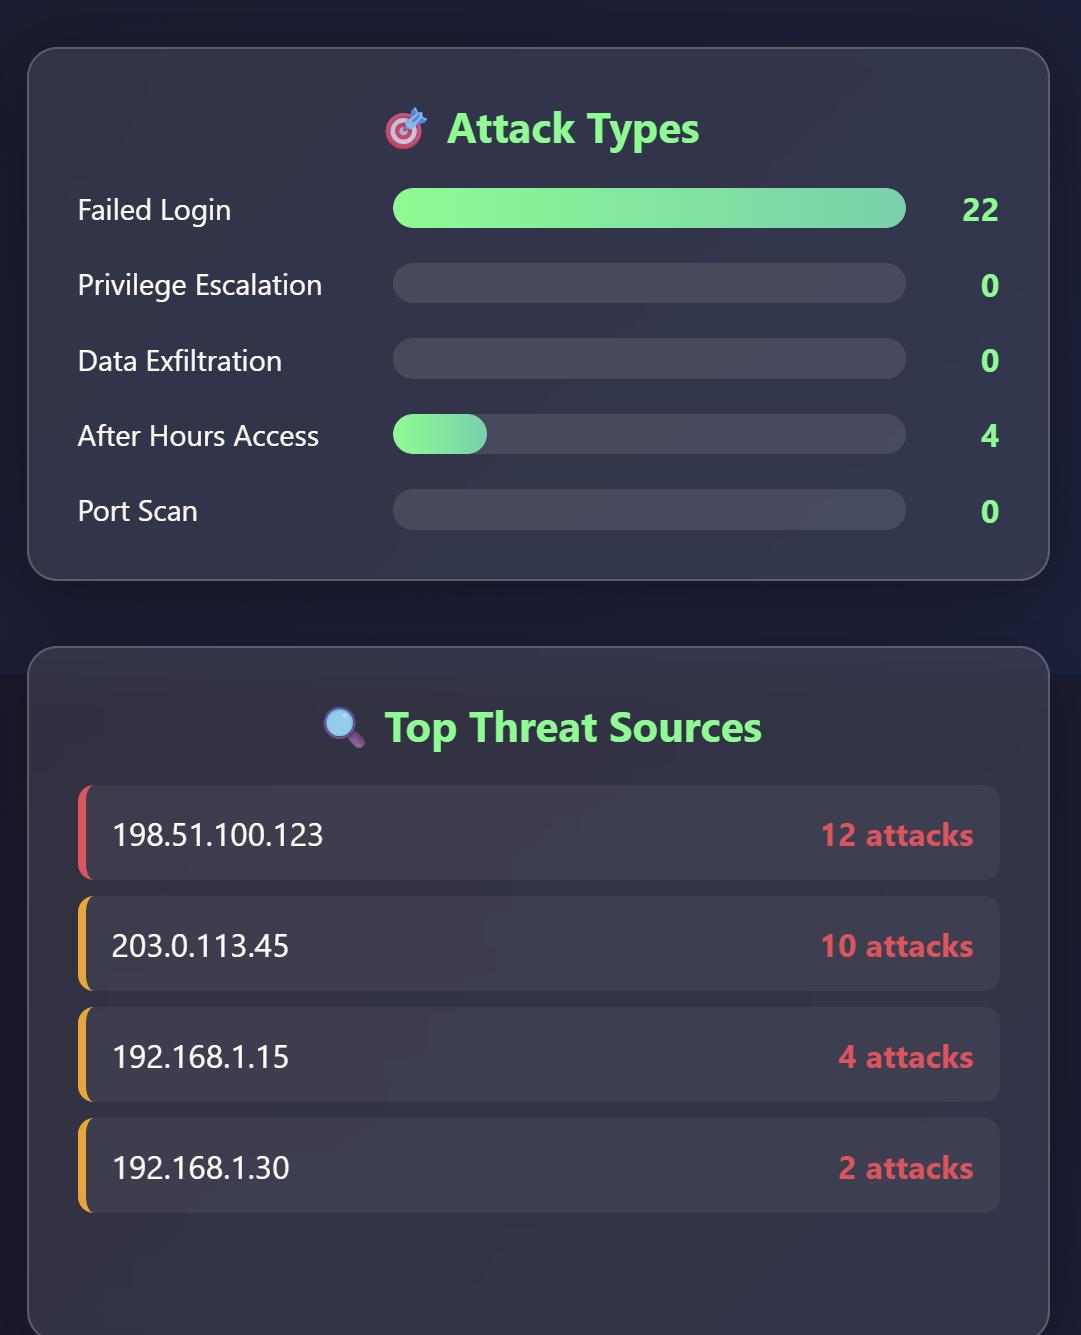 Attack Types
Failed Login 22
Privilege Escalation 0
Data Exfiltration 0
After Hours Access 4
Port Scan 0
Top Threat Sources
198.51.100.123 12 attacks
203.0.113.45 10 attacks
192.168.1.15 4 attacks
192.168.1.30 2 attacks